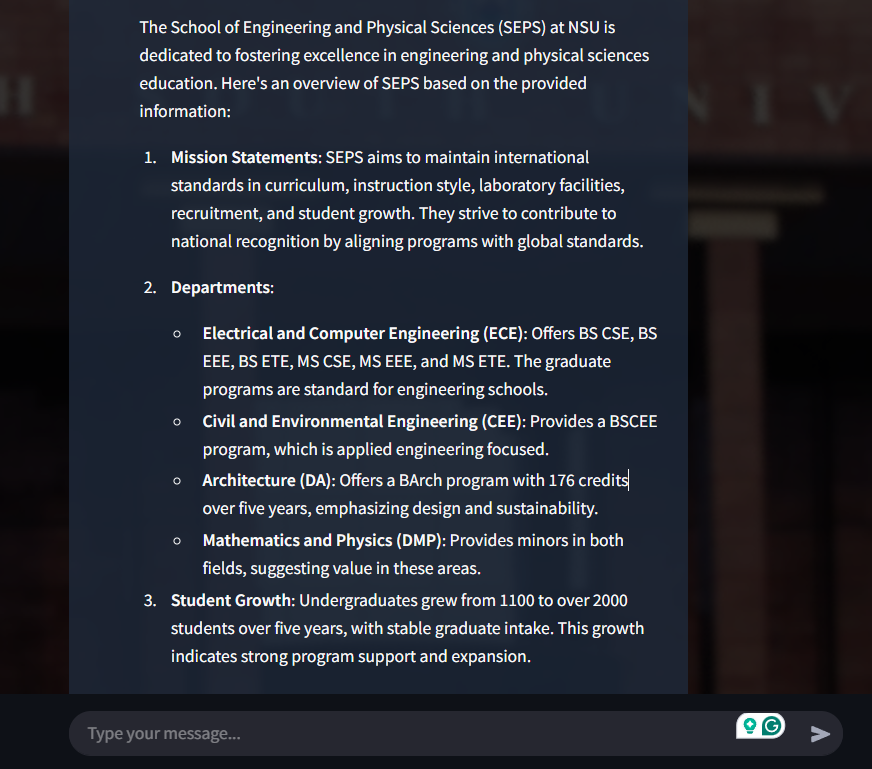 The School of Engineering and Physical Sciences (SEPS) at NSU is
dedicated to fostering excellence in engineering and physical sciences
education. Here's an overview of SEPS based on the provided
information:
1. Mission Statements: SEPS aims to maintain international
standards in curriculum, instruction style, laboratory facilities,
recruitment, and student growth. They strive to contribute to
national recognition by aligning programs with global standards.
2. Departments:
○ Electrical and Computer Engineering (ECE): Offers BS CSE, BS
EEE, BS ETE, MS CSE, MS EEE, and MS ETE. The graduate
programs are standard for engineering schools.
○ Civil and Environmental Engineering (CEE): Provides a BSCEE
program, which is applied engineering focused.
○ Architecture (DA): Offers a BArch program with 176 credits
over five years, emphasizing design and sustainability.
○ Mathematics and Physics (DMP): Provides minors in both
fields, suggesting value in these areas.
3. Student Growth: Undergraduates grew from 1100 to over 2000
students over five years, with stable graduate intake. This growth
indicates strong program support and expansion.
Type your message...